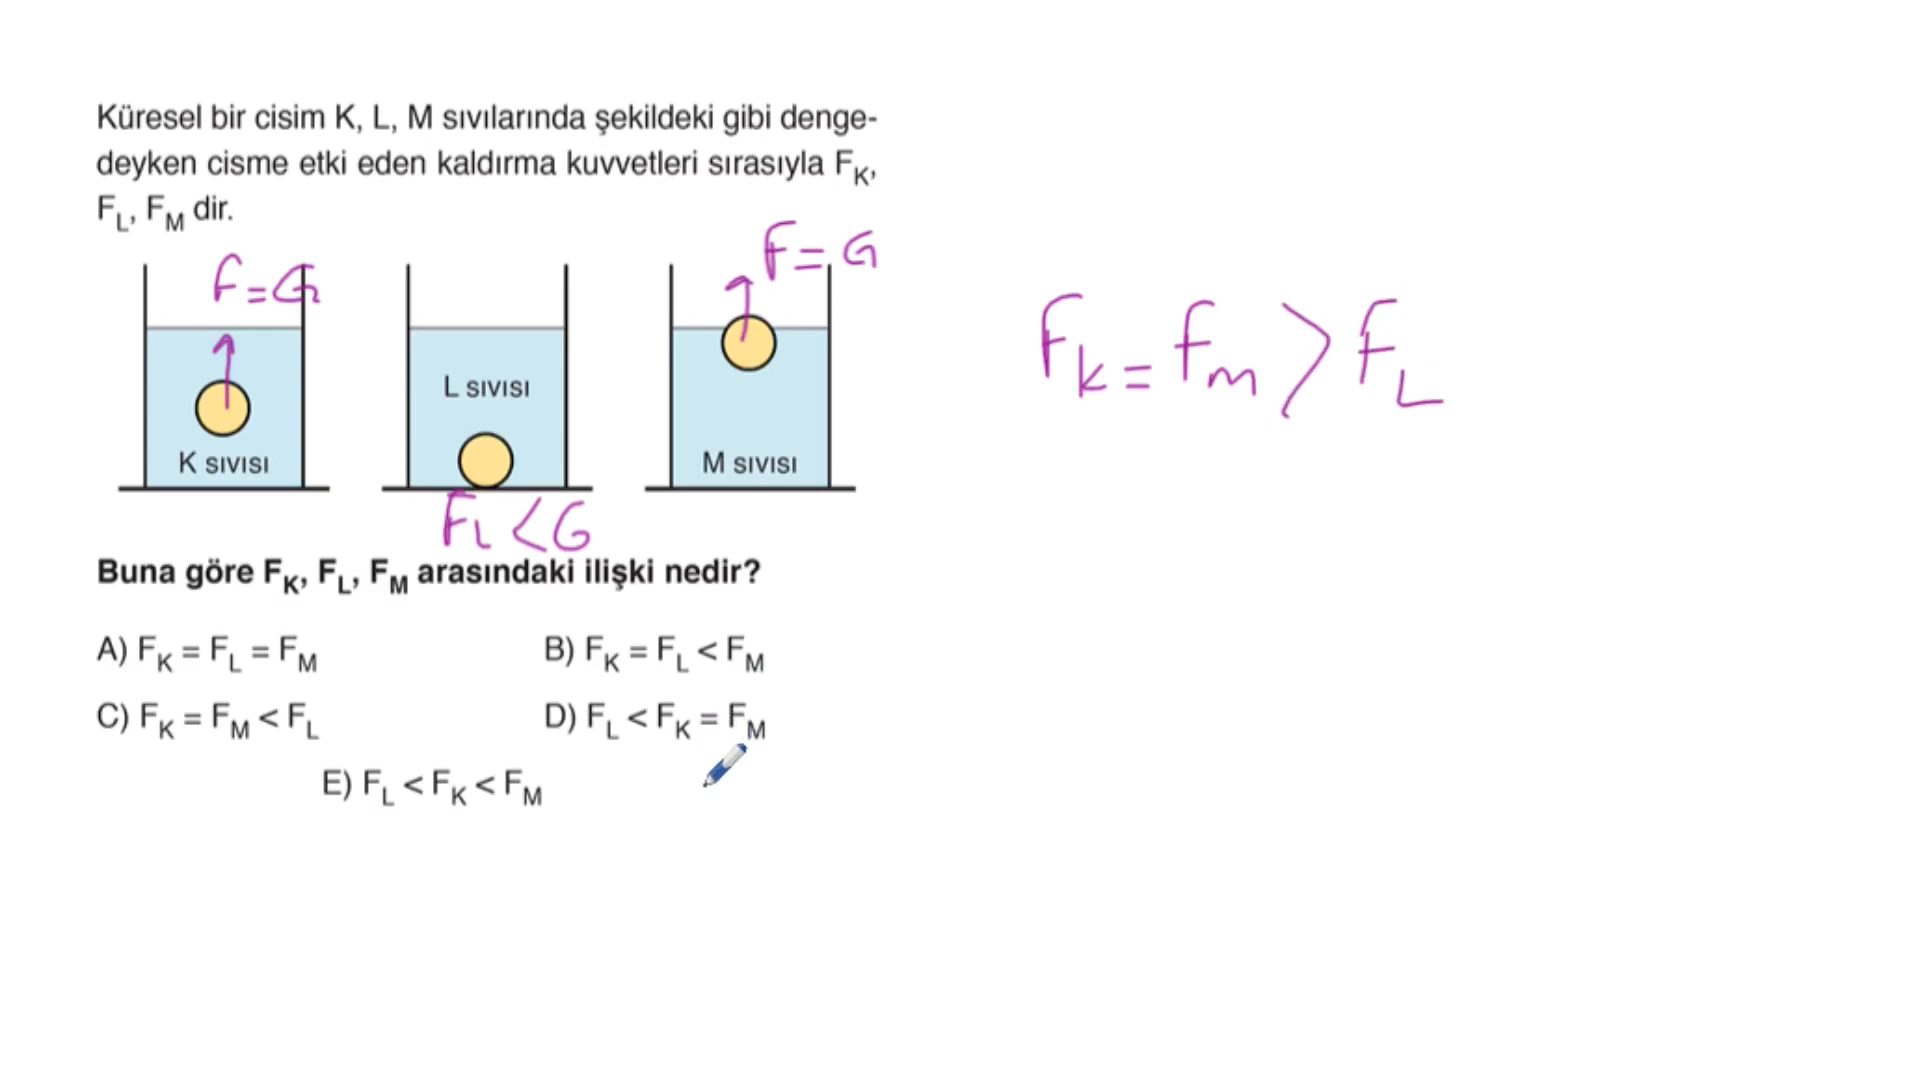 Küresel bir cisim K, L, M sıvılarında şekildeki gibi denge-
deyken cisme etki eden kaldırma kuvvetleri sırasıyla F_K,
F_L, F_M dir.
F = G
F = G
L sıvısı
K sıvısı
M sıvısı
F_L < G
F_K = F_M > F_L
Buna göre F_K, F_L, F_M arasındaki ilişki nedir?
A) F_K = F_L = F_M
B) F_K = F_L < F_M
C) F_K = F_M < F_L
D) F_L < F_K = F_M
E) F_L < F_K < F_M